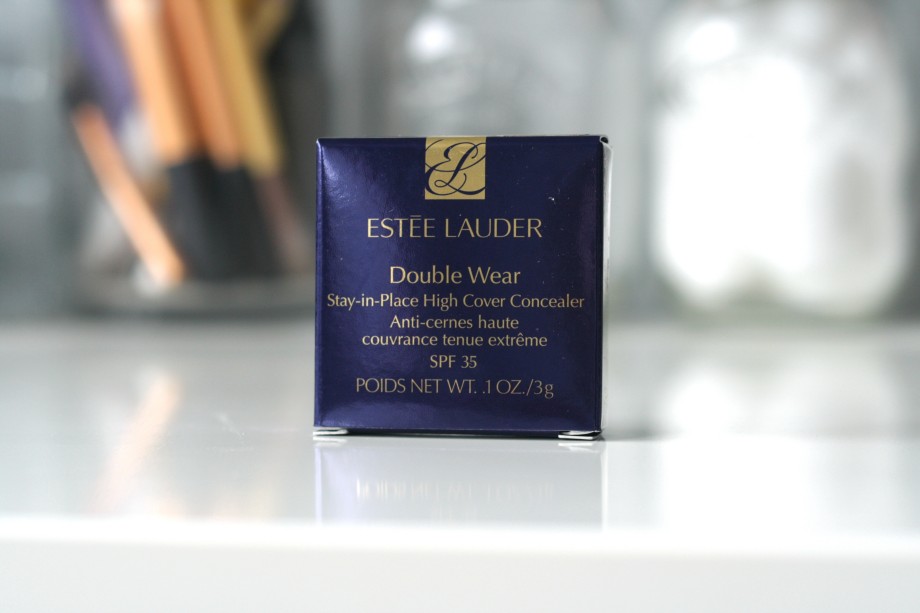 EL
ESTĒE LAUDER
Double Wear
Stay-in-Place High Cover Concealer
Anti-cernes haute
couvrance tenue extrême
SPF 35
POIDS NET WT. .1 OZ./3g